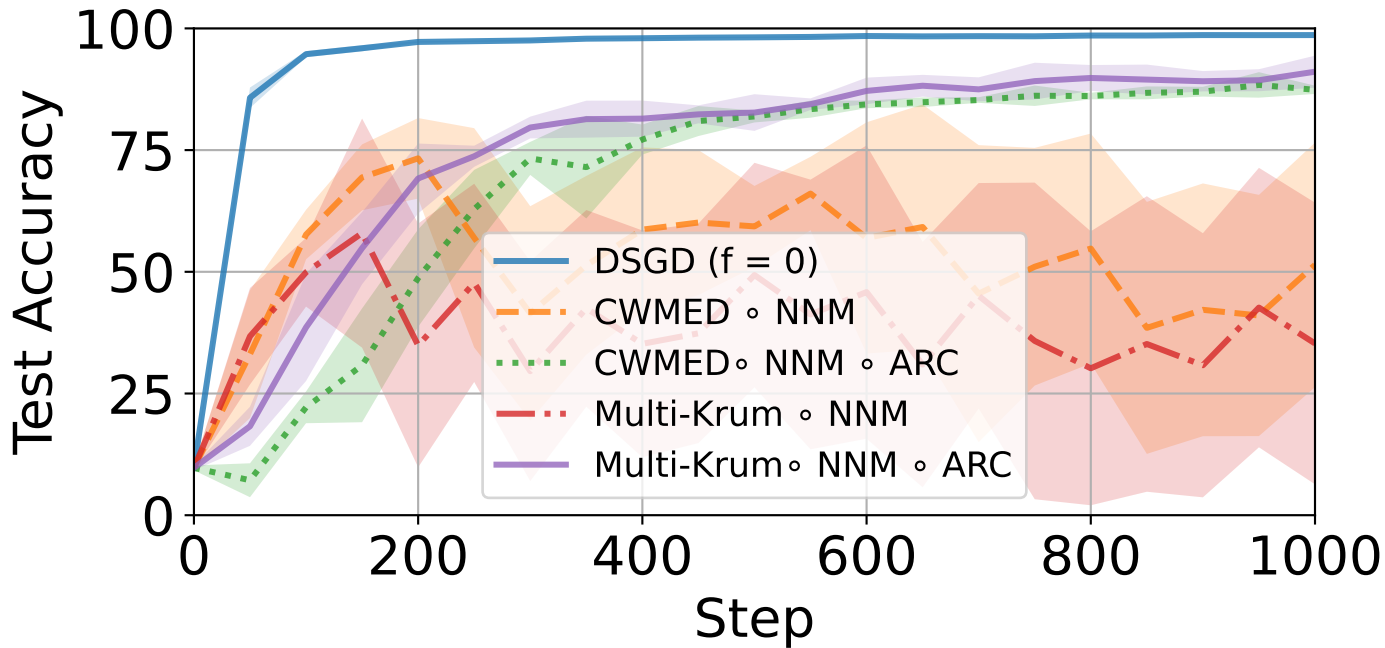 100
75
50
25
0
Test Accuracy
DSGD (f = 0)
CWMED ∘ NNM
CWMED∘ NNM ∘ ARC
Multi-Krum ∘ NNM
Multi-Krum∘ NNM ∘ ARC
0 200 400 600 800 1000
Step